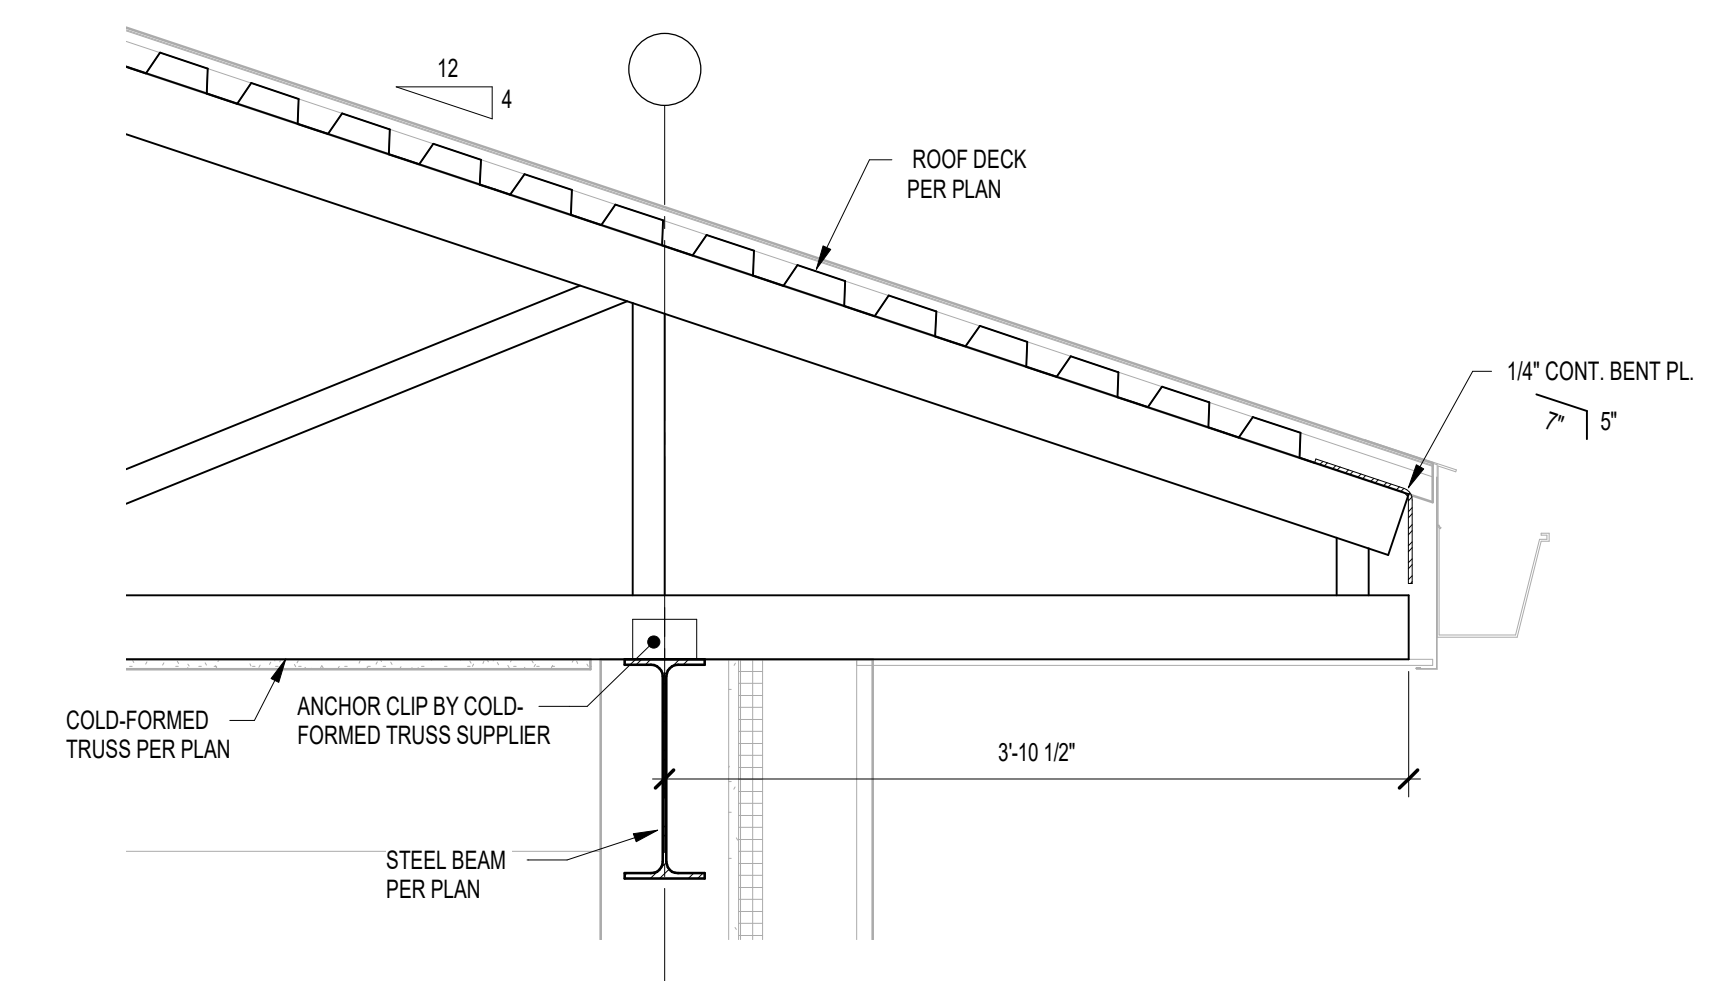 12
4
ROOF DECK
PER PLAN
1/4" CONT. BENT PL.
7"
5"
COLD-FORMED
TRUSS PER PLAN
ANCHOR CLIP BY COLD-
FORMED TRUSS SUPPLIER
3'-10 1/2"
STEEL BEAM
PER PLAN